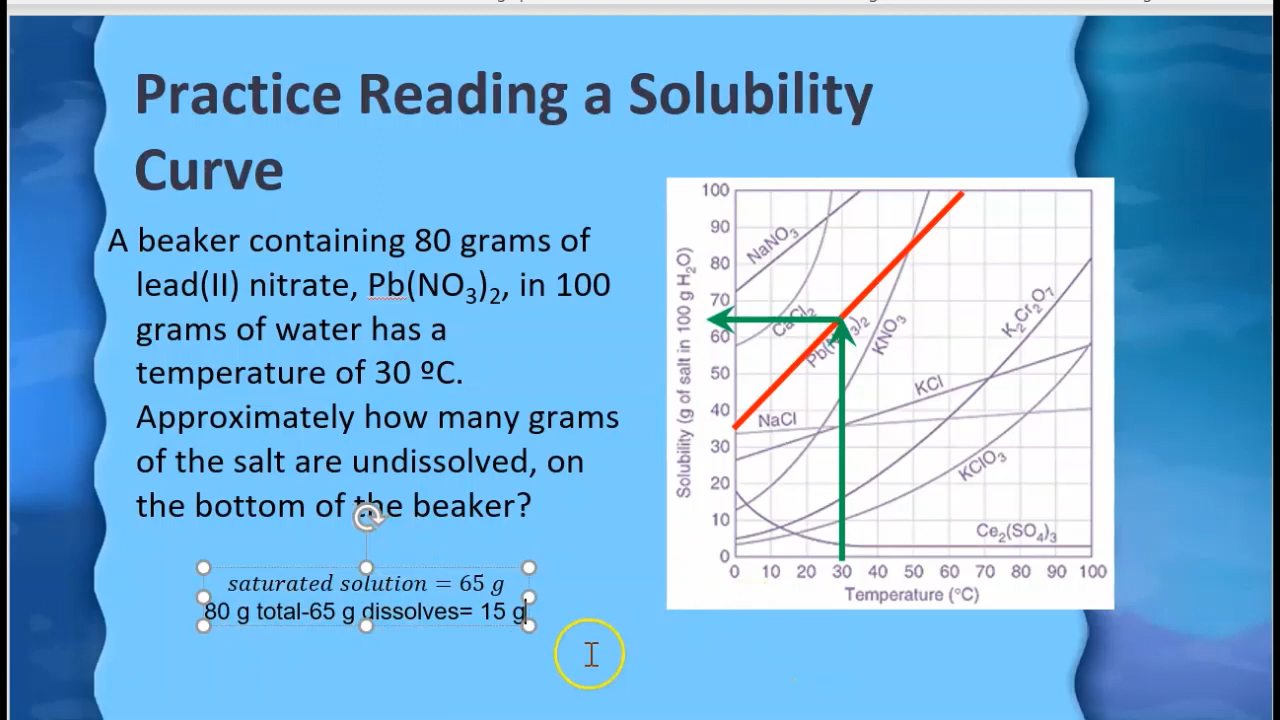 Practice Reading a Solubility
Curve
A beaker containing 80 grams of
lead(II) nitrate, Pb(NO₃)₂, in 100
grams of water has a
temperature of 30 ºC.
Approximately how many grams
of the salt are undissolved, on
the bottom of the beaker?
saturated solution = 65 g
80 g total-65 g dissolves= 15 g
Solubility (g of salt in 100 g H₂O)
100
90
80
70
60
50
40
30
20
10
0
NaNO₃
CaCl₂
KNO₃
K₂Cr₂O₇
KCl
NaCl
KClO₃
Ce₂(SO₄)₃
0 10 20 30 40 50 60 70 80 90 100
Temperature (°C)